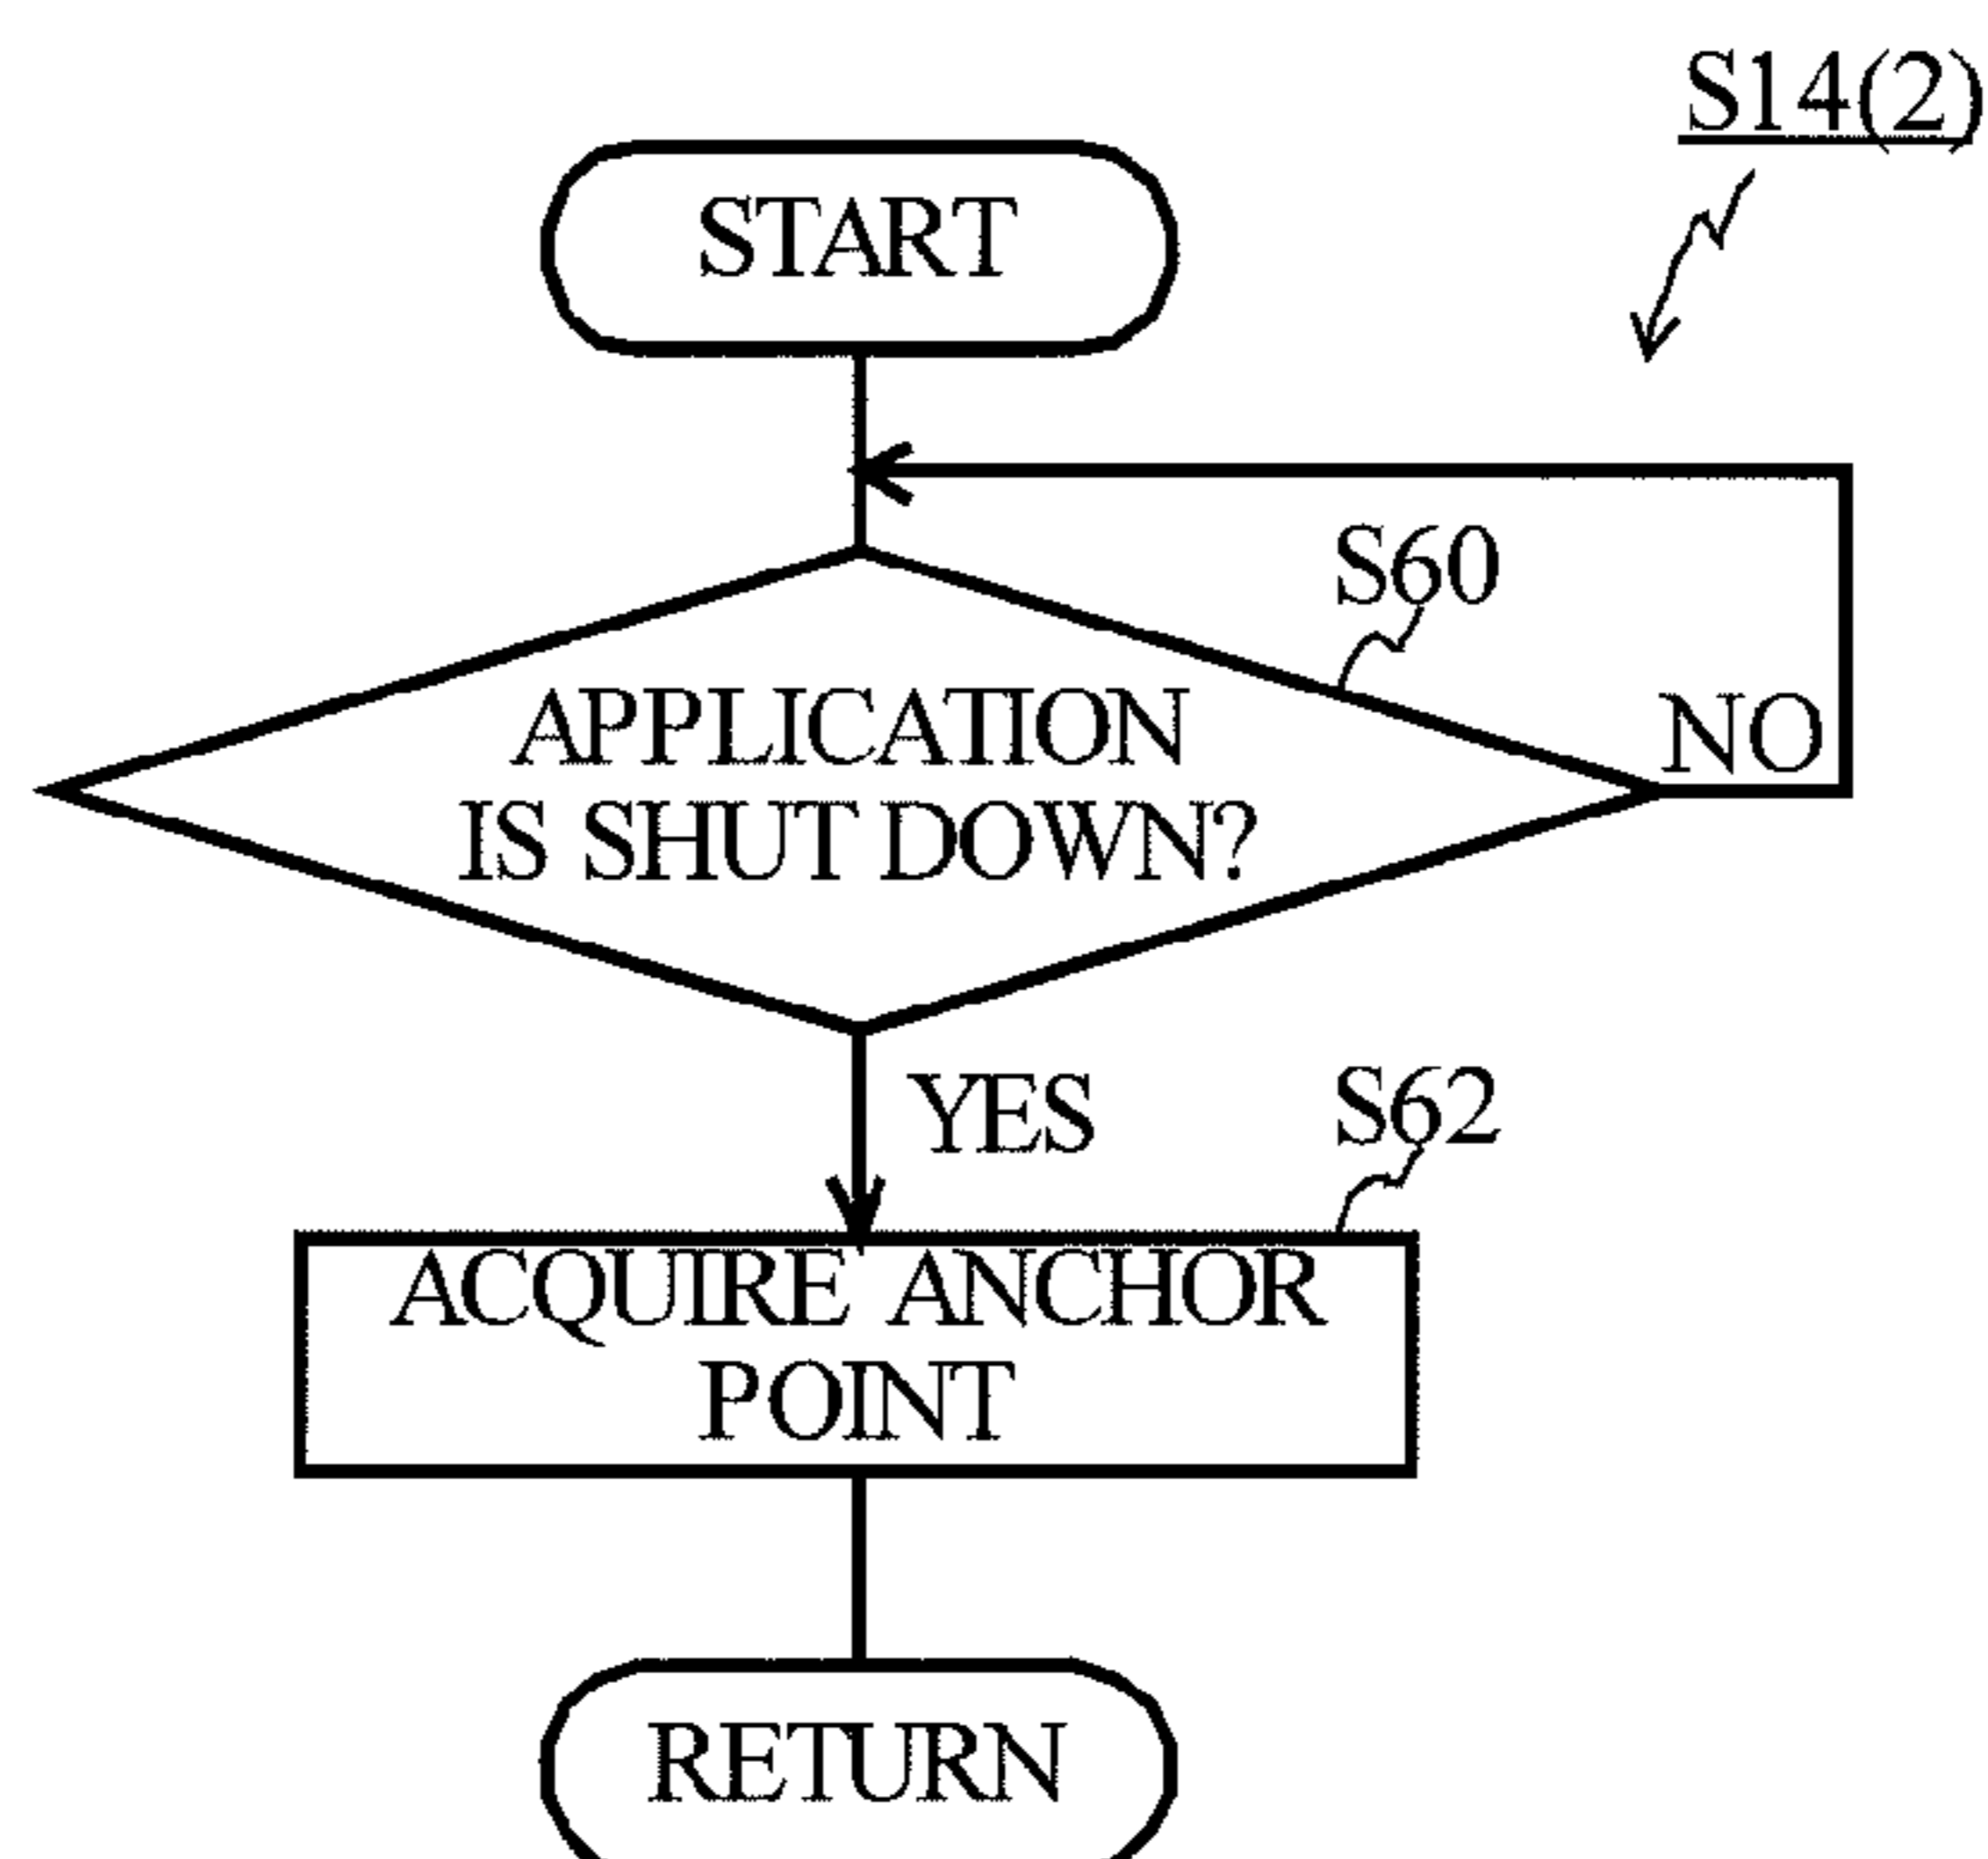 S14(2)
START
S60
APPLICATION
IS SHUT DOWN?
NO
YES
S62
ACQUIRE ANCHOR
POINT
RETURN